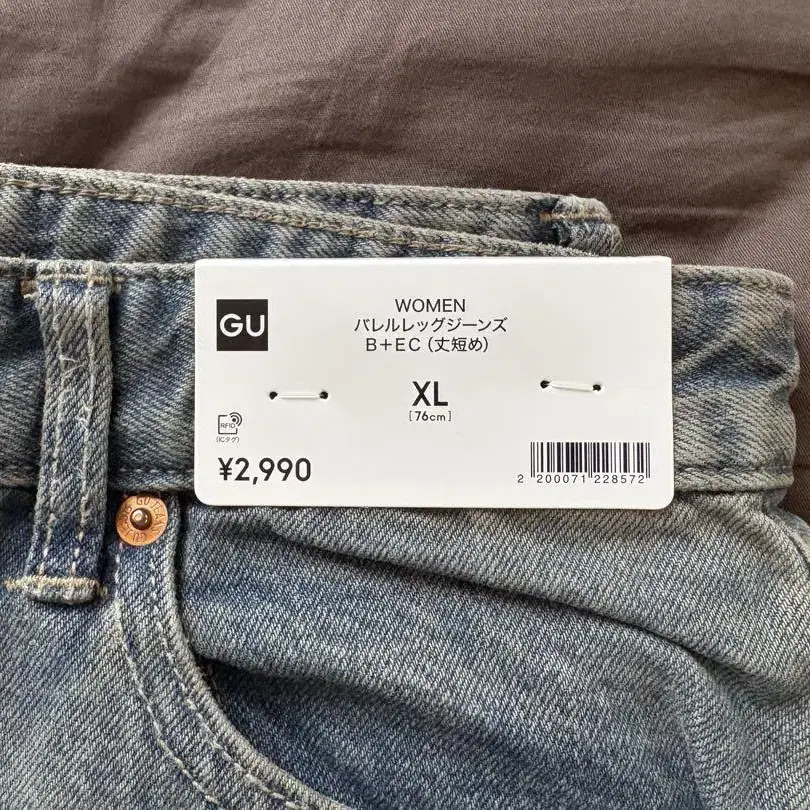 GU
WOMEN
バレルレッグジーンズ
B+EC（丈短め）
XL
[76cm]
RFID
(ICタグ)
¥2,990
2 200071 228572